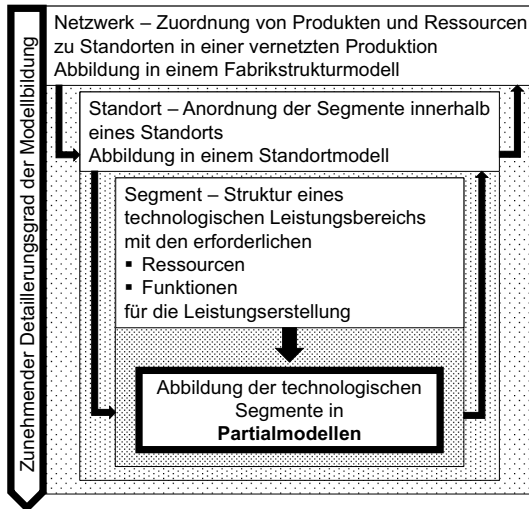 Zunehmender Detaillierungsgrad der Modellbildung
Netzwerk – Zuordnung von Produkten und Ressourcen
zu Standorten in einer vernetzten Produktion
Abbildung in einem Fabrikstrukturmodell
Standort – Anordnung der Segmente innerhalb
eines Standorts
Abbildung in einem Standortmodell
Segment – Struktur eines
technologischen Leistungsbereichs
mit den erforderlichen
▪ Ressourcen
▪ Funktionen
für die Leistungserstellung
Abbildung der technologischen
Segmente in
Partialmodellen